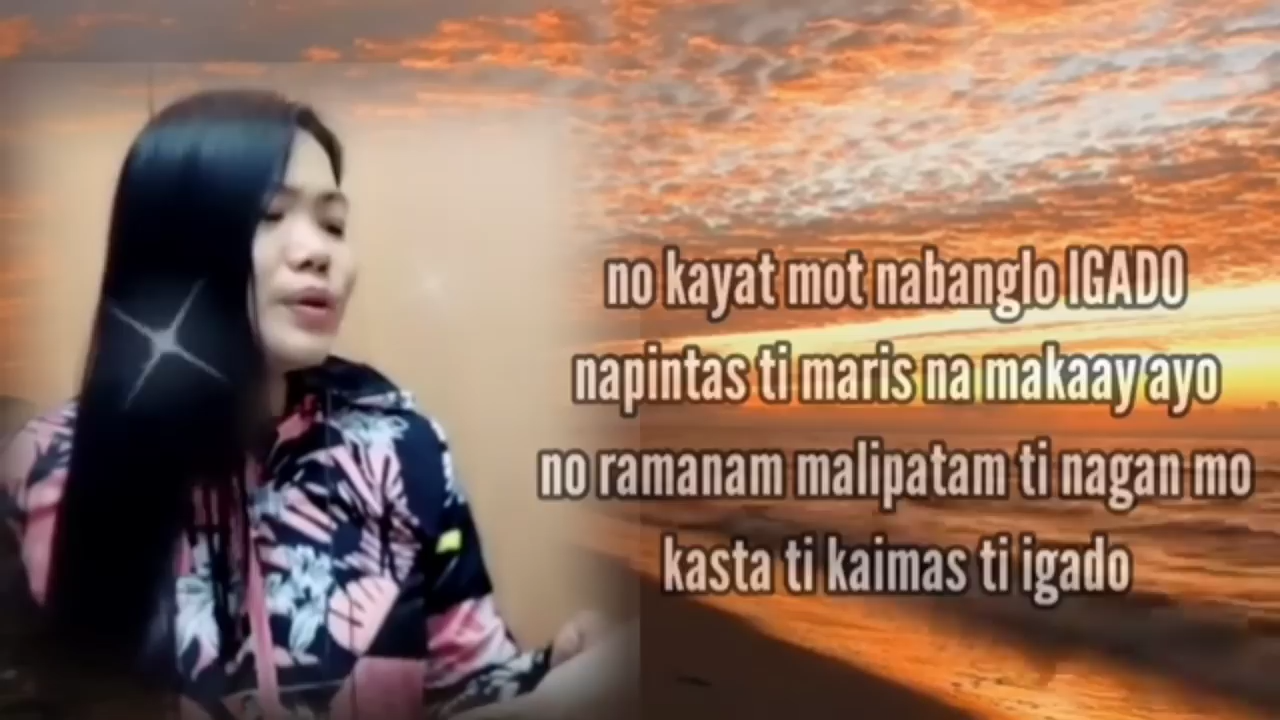 no kayat mot nabanglo IGADO
napintas ti maris na makaay ayo
no ramanam malipatam ti nagan mo
kasta ti kaimas ti igado